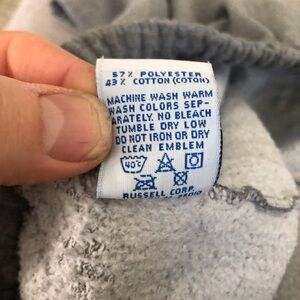 57% POLYESTER
43% COTTON (COTON)
MACHINE WASH WARM
WASH COLORS SEP-
ARATELY. NO BLEACH
TUMBLE DRY LOW
DO NOT IRON OR DRY
CLEAN EMBLEM
40°
RUSSELL CORP.